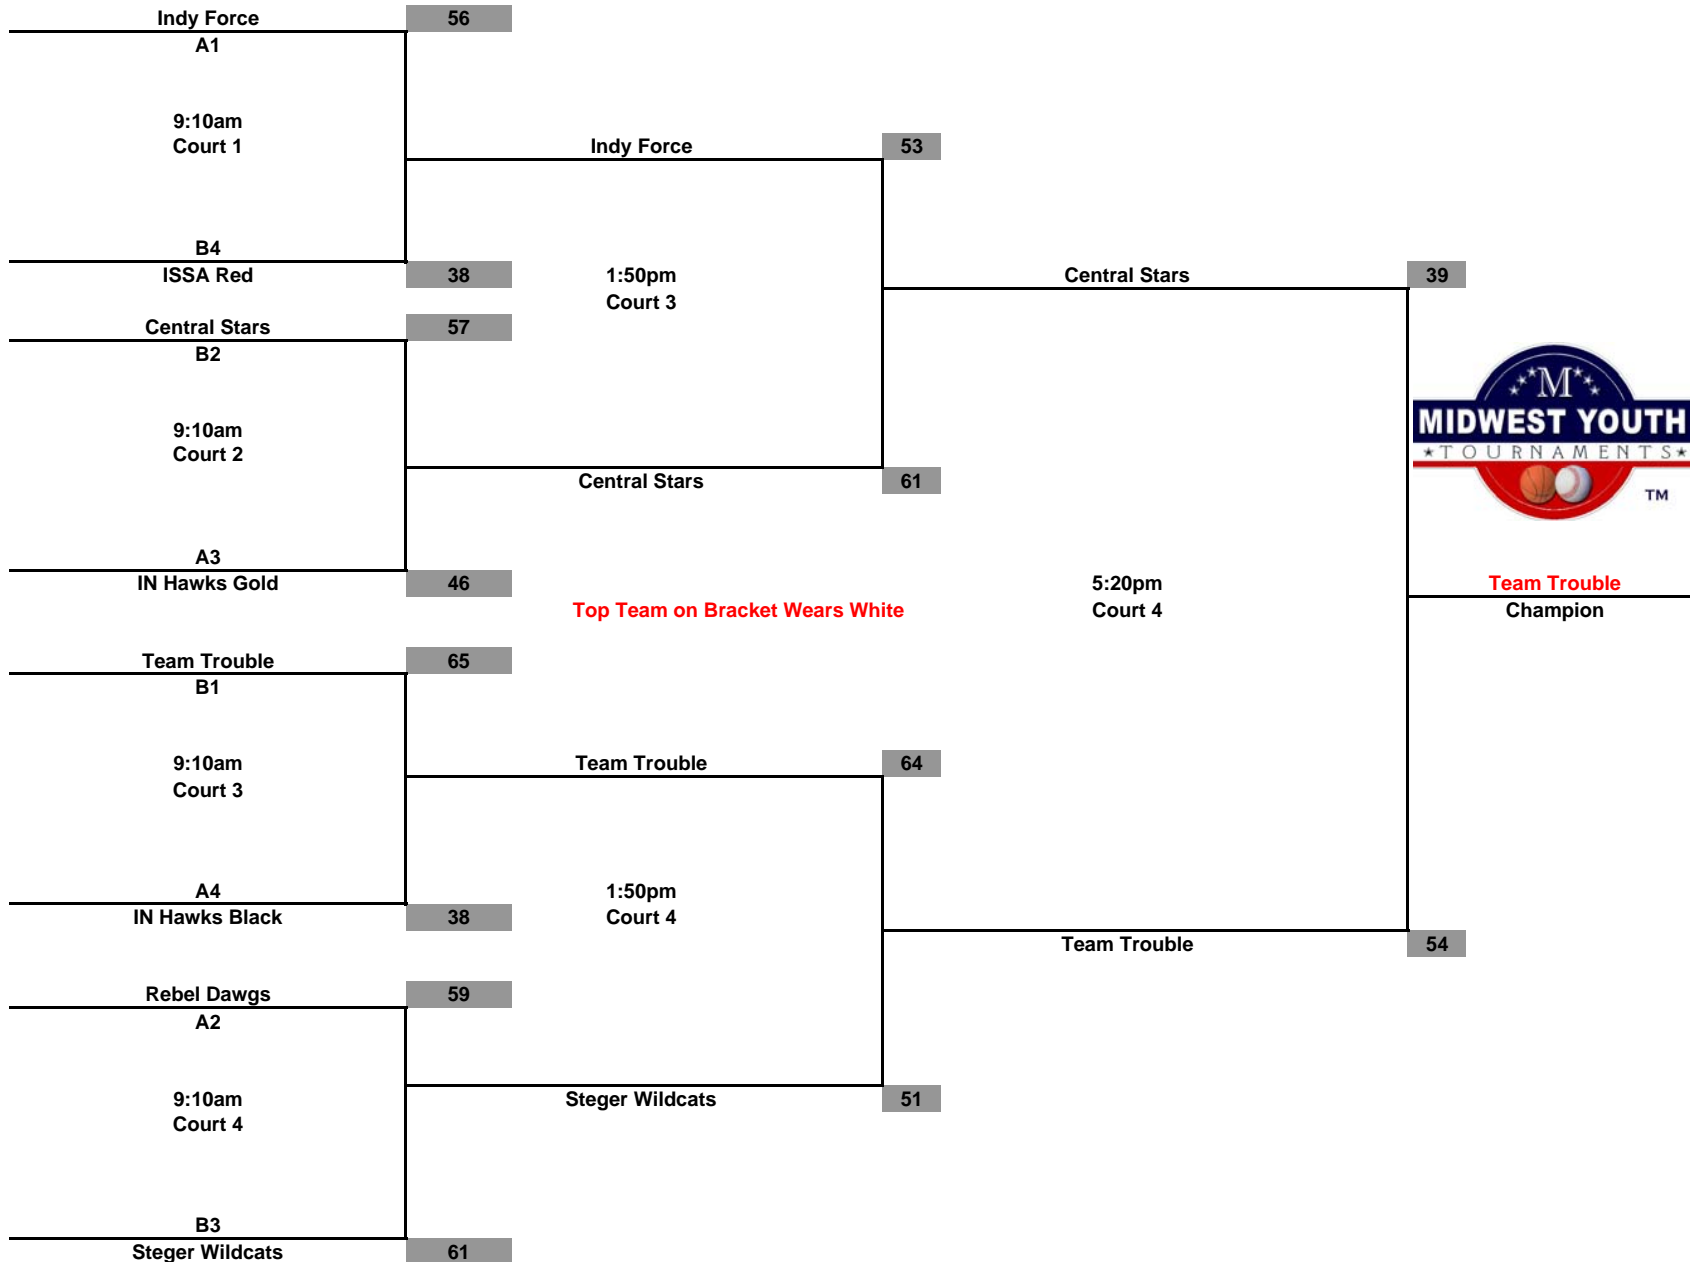 Indy Force 56
A1
9:10am
Court 1
Indy Force 53
B4
ISSA Red 38
1:50pm
Court 3
Central Stars 39
Central Stars 57
B2
9:10am
Court 2
Central Stars 61
A3
IN Hawks Gold 46
Top Team on Bracket Wears White
5:20pm
Court 4
M
MIDWEST YOUTH
TOURNAMENTS
TM
Team Trouble
Champion
Team Trouble 65
B1
9:10am
Court 3
Team Trouble 64
A4
IN Hawks Black 38
1:50pm
Court 4
Team Trouble 54
Rebel Dawgs 59
A2
9:10am
Court 4
Steger Wildcats 51
B3
Steger Wildcats 61